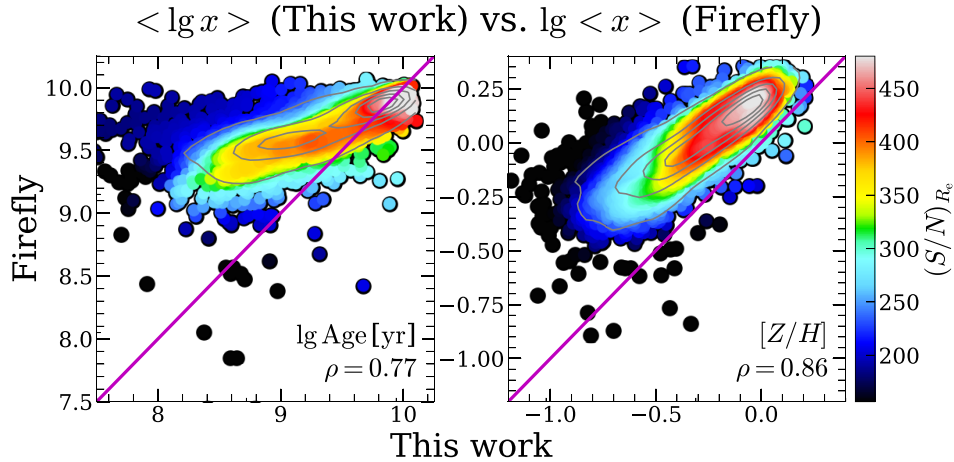 < lg x > (This work) vs. lg < x > (Firefly)
Firefly
10.0
9.5
9.0
8.5
8.0
7.5
8 9 10
lg Age [yr]
ρ = 0.77
0.25
0.00
−0.25
−0.50
−0.75
−1.00
−1.0 −0.5 0.0
[Z/H]
ρ = 0.86
This work
450
400
350
300
250
200
(S/N)Re